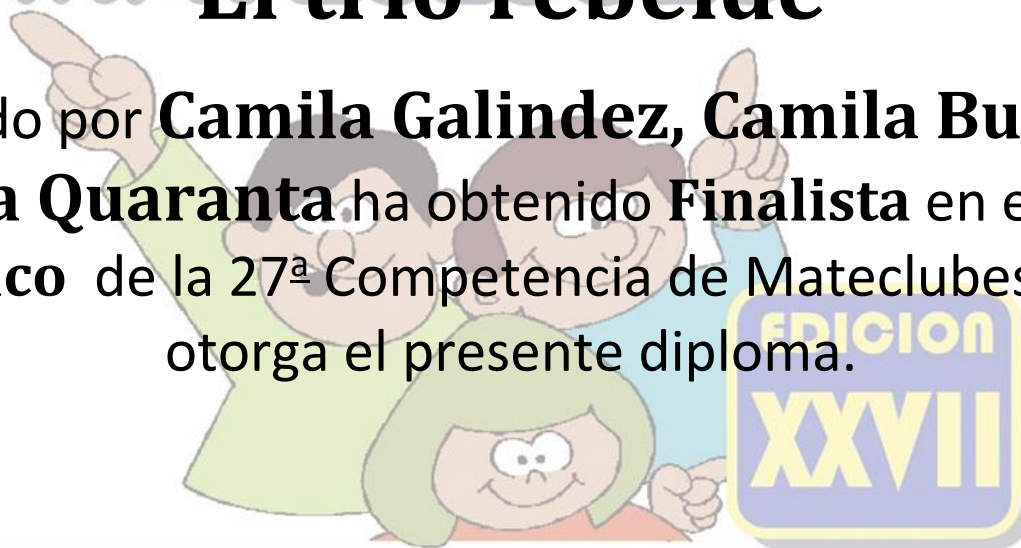 El trío rebelde
do por Camila Galindez, Camila Bu
a Quaranta ha obtenido Finalista en e
co de la 27ª Competencia de Mateclubes
otorga el presente diploma.
EDICION
XXVII